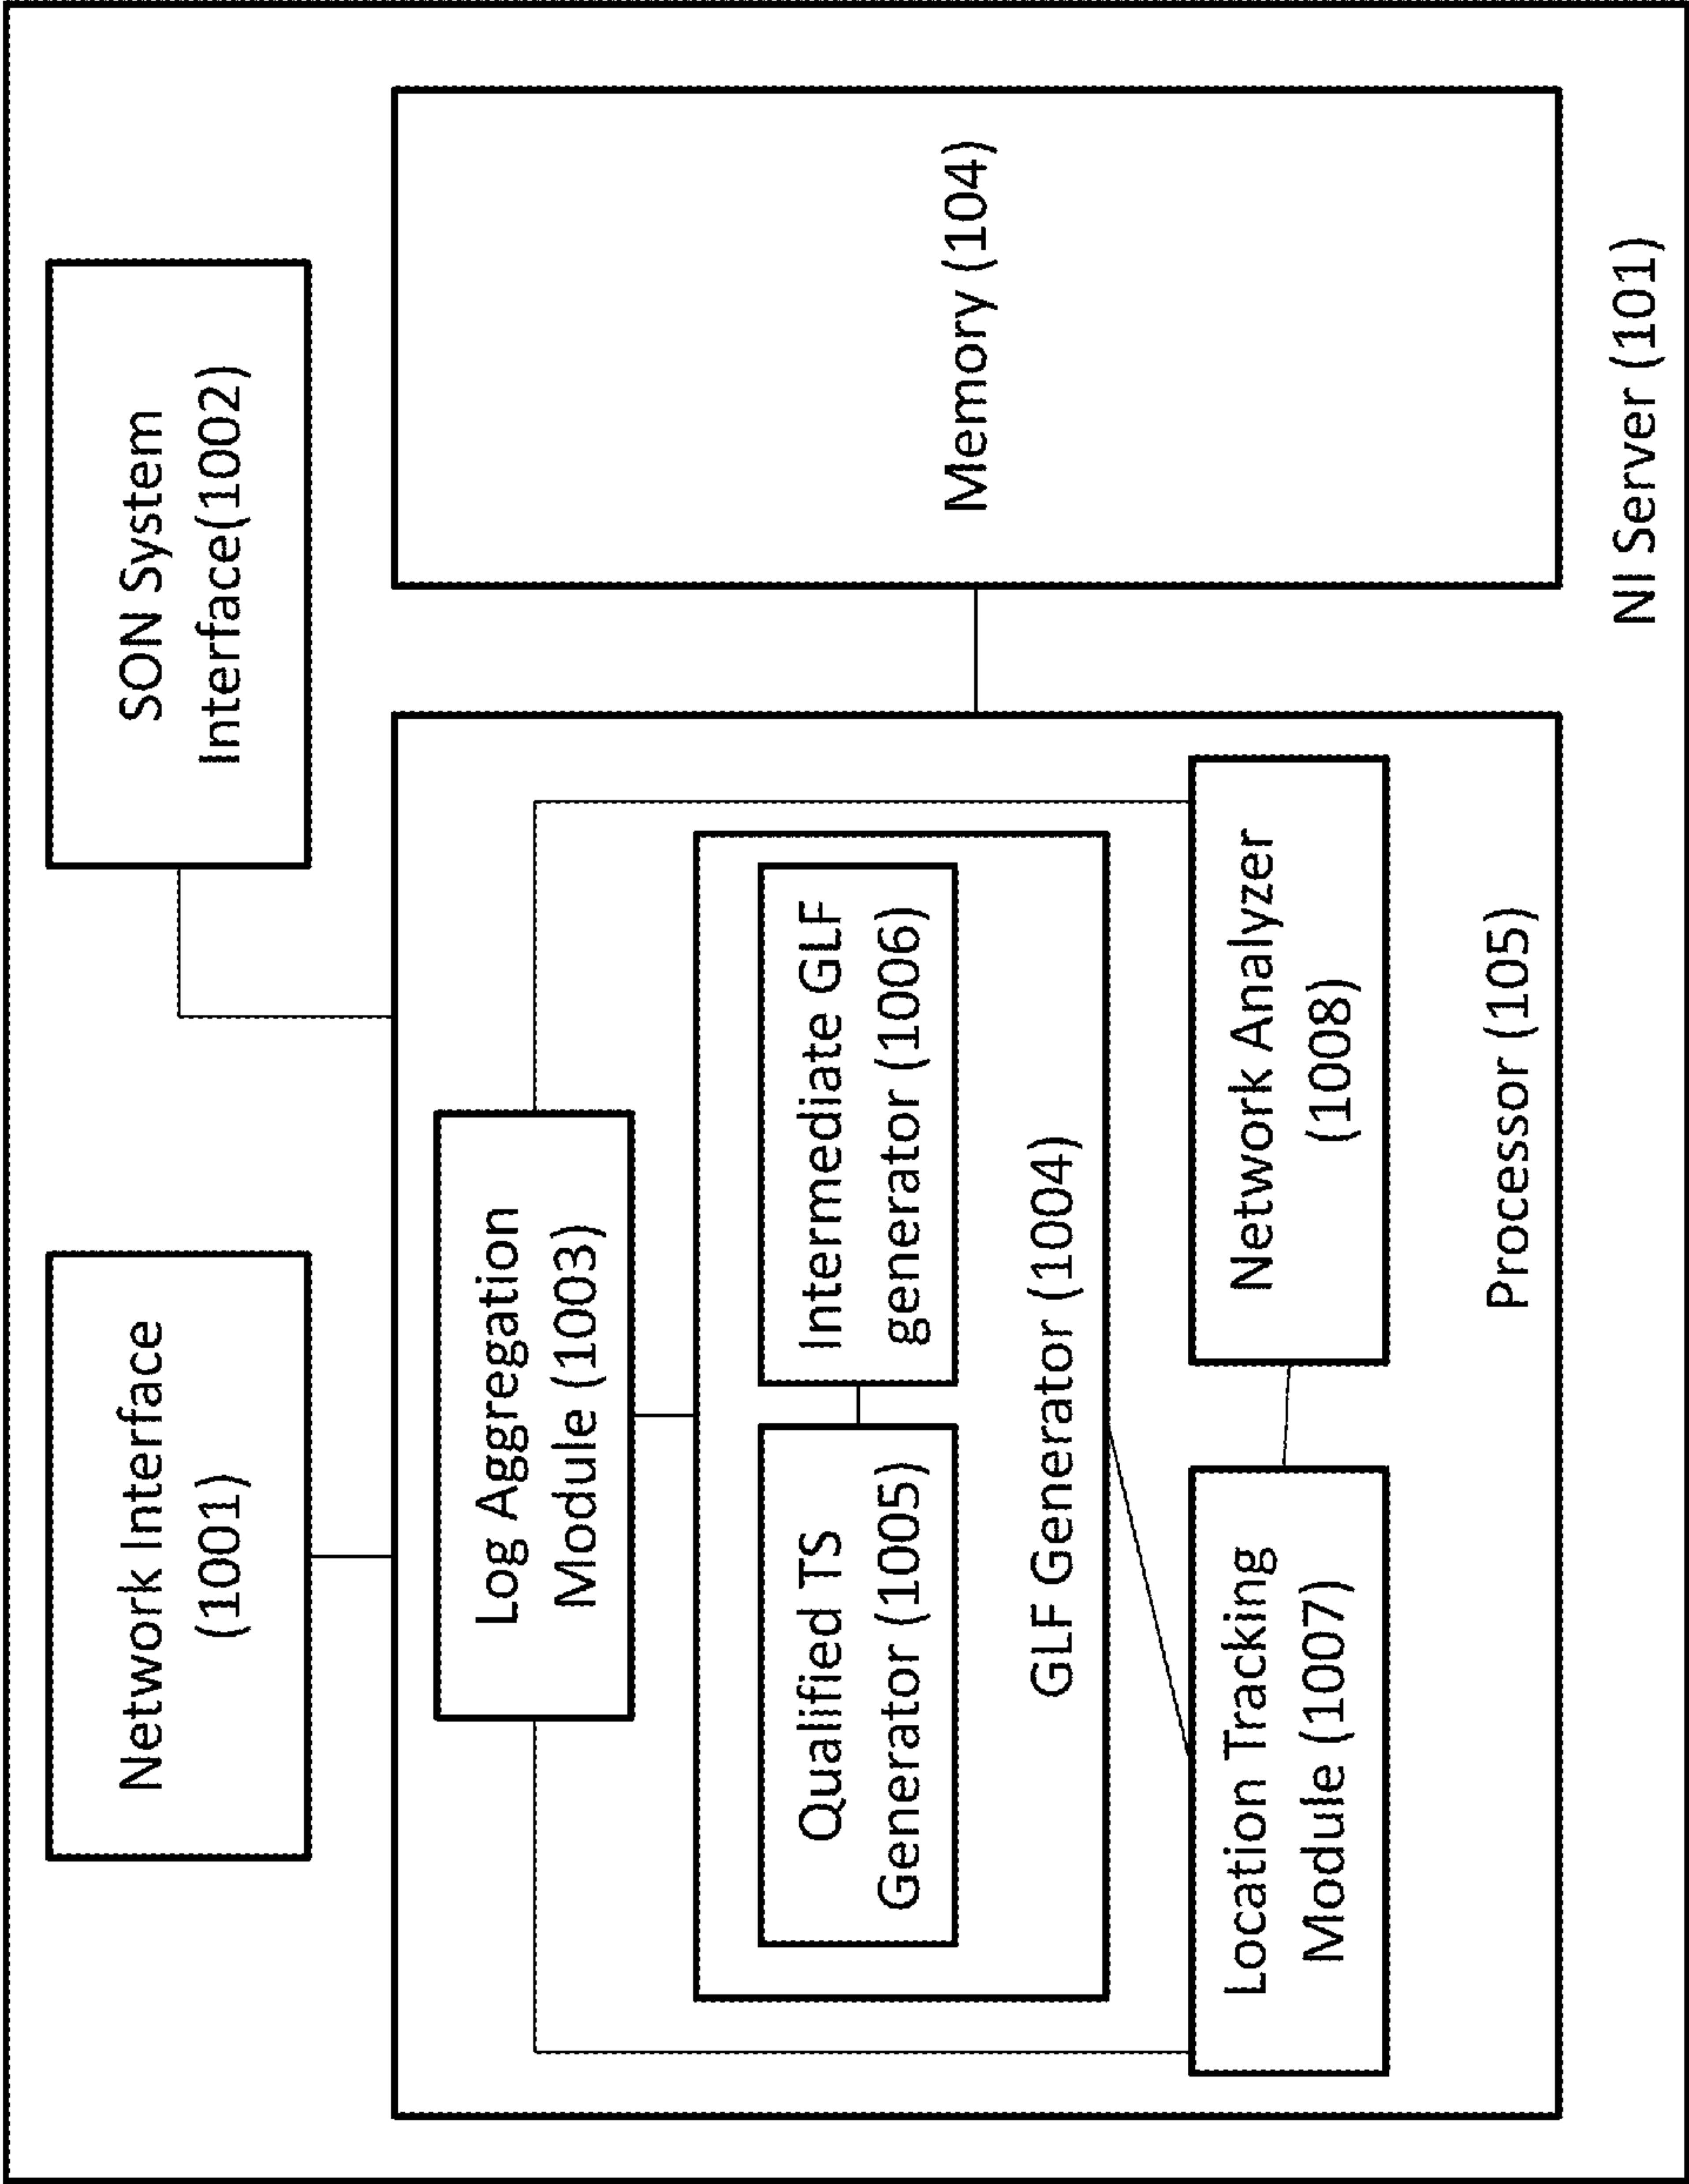 Network Interface
(1001)
SON System
Interface(1002)
Log Aggregation
Module (1003)
Qualified TS
Generator (1005)
Intermediate GLF
generator (1006)
GLF Generator (1004)
Location Tracking
Module (1007)
Network Analyzer
(1008)
Processor (105)
Memory (104)
NI Server (101)